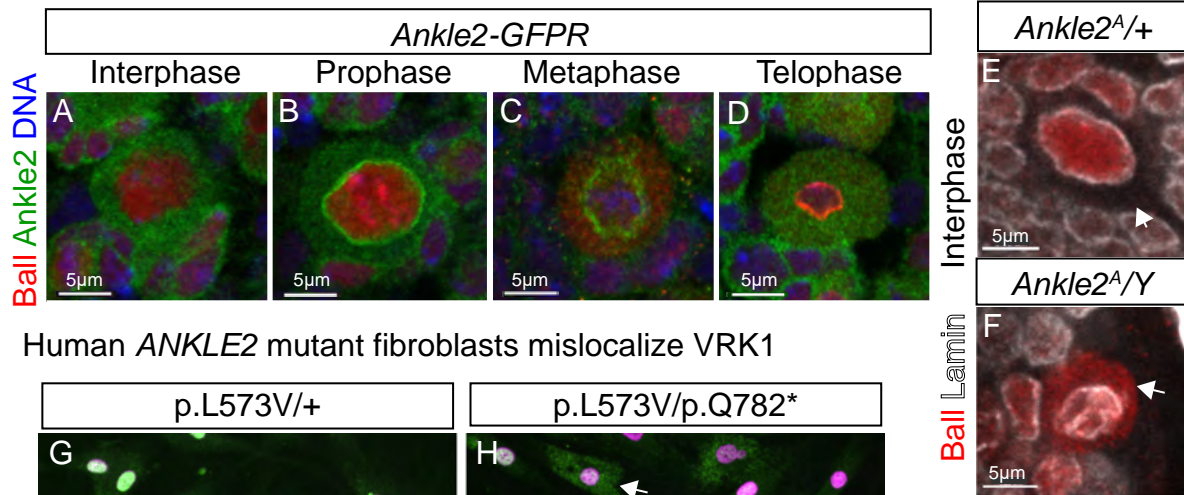 Ankle2-GFPR
Interphase Prophase Metaphase Telophase
Ball Ankle2 DNA
A B C D
5µm 5µm 5µm 5µm
Ankle2ᴬ/+
Interphase
E
5µm
Ankle2ᴬ/Y
Ball Lamin
F
5µm
Human ANKLE2 mutant fibroblasts mislocalize VRK1
p.L573V/+ p.L573V/p.Q782*
G H